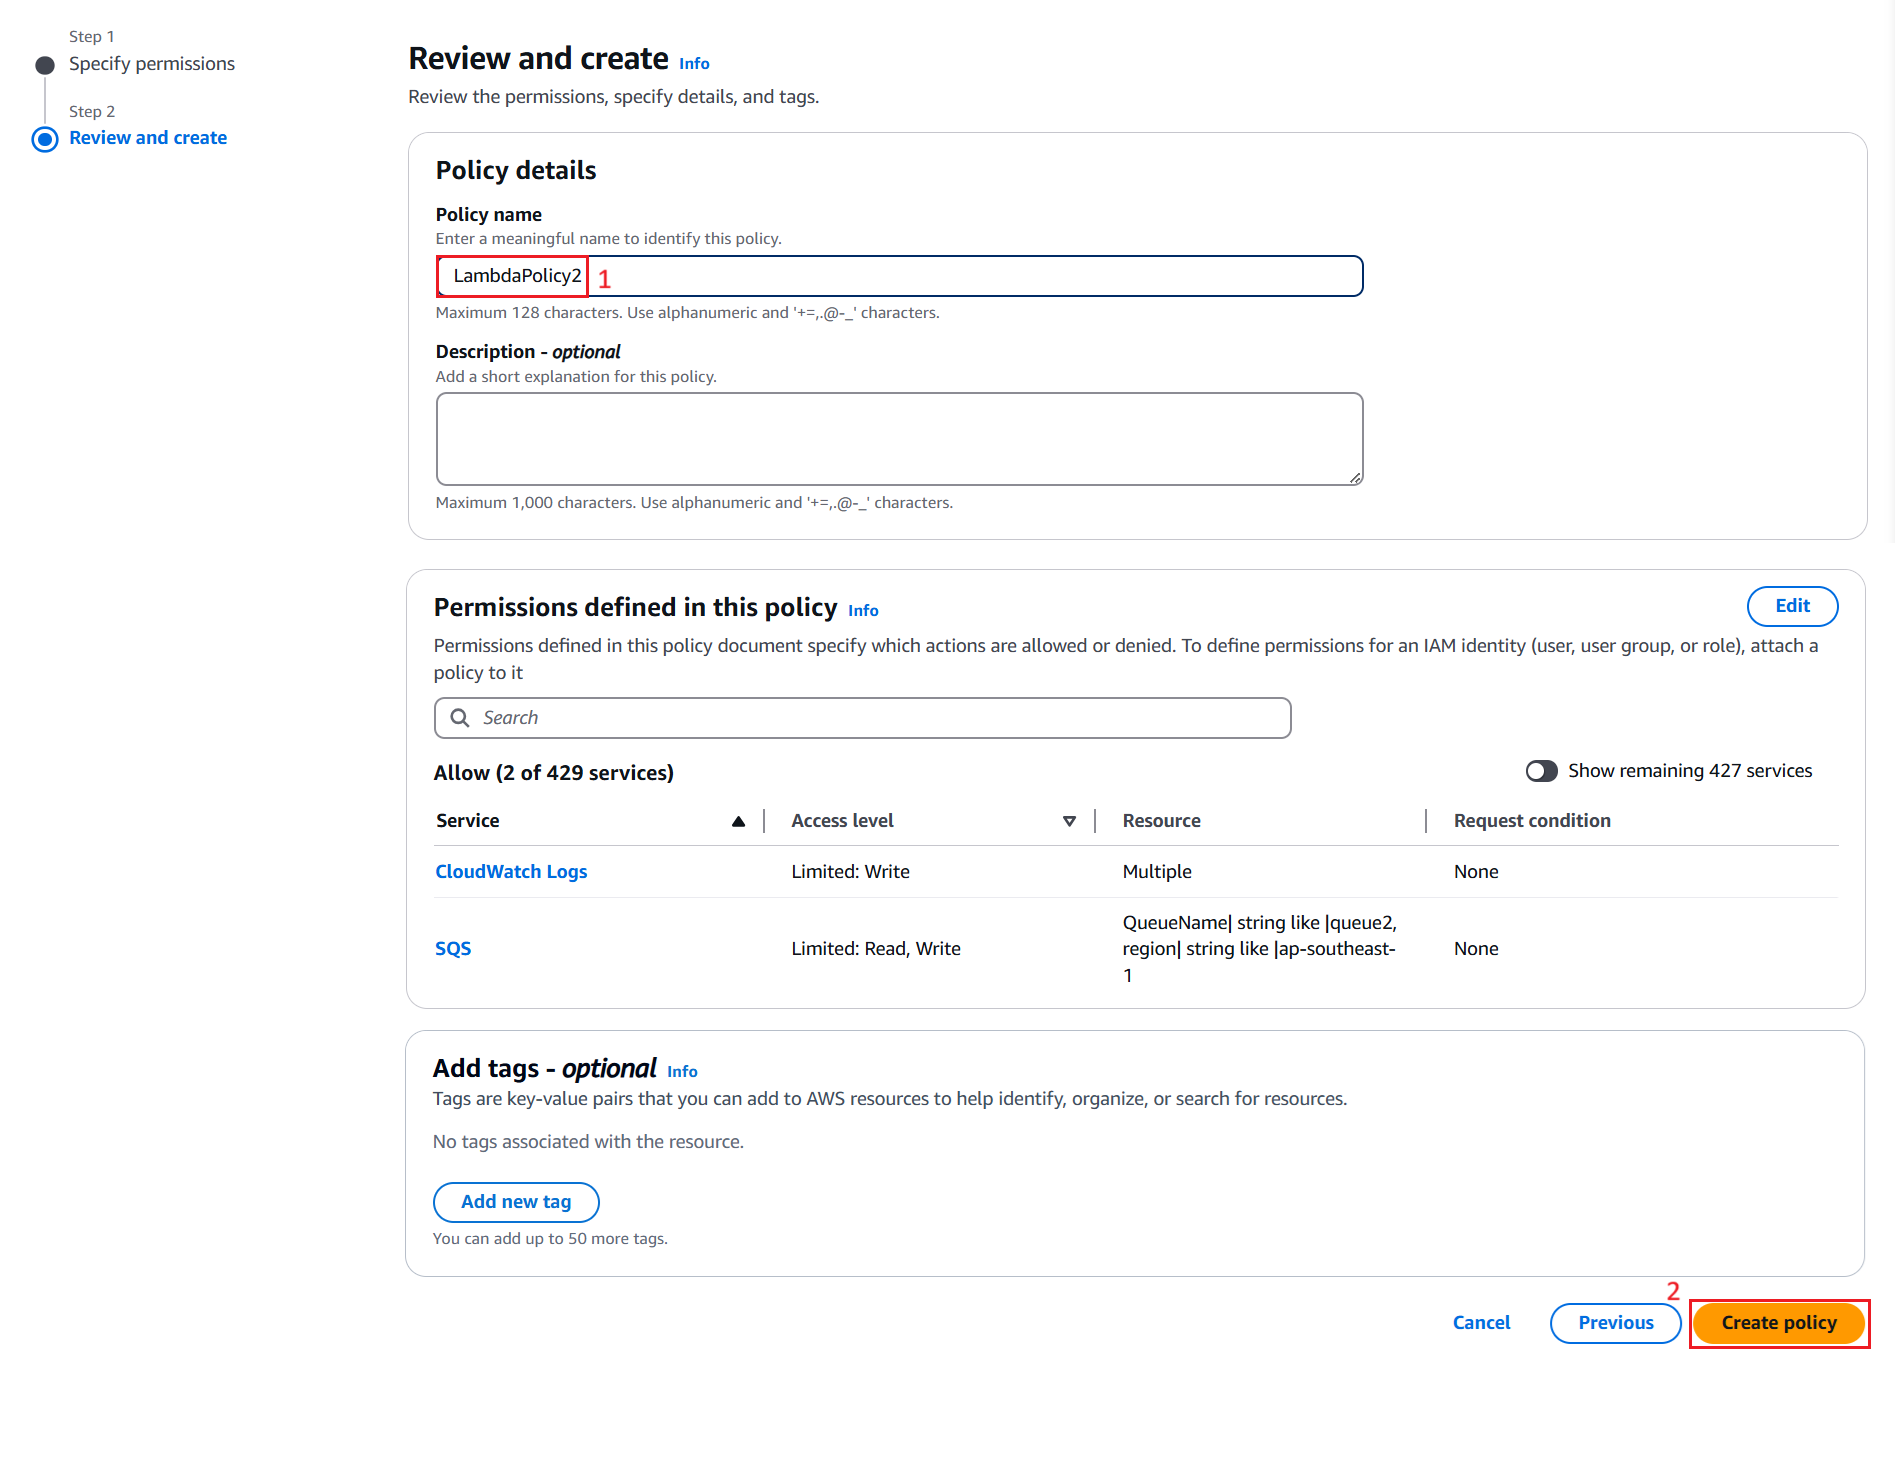 Step 1
Specify permissions
Step 2
Review and create
Review and create Info
Review the permissions, specify details, and tags.
Policy details
Policy name
Enter a meaningful name to identify this policy.
LambdaPolicy2 1
Maximum 128 characters. Use alphanumeric and '+=,.@-_' characters.
Description - optional
Add a short explanation for this policy.
Maximum 1,000 characters. Use alphanumeric and '+=,.@-_' characters.
Permissions defined in this policy Info
Edit
Permissions defined in this policy document specify which actions are allowed or denied. To define permissions for an IAM identity (user, user group, or role), attach a
policy to it
Search
Allow (2 of 429 services)
Show remaining 427 services
Service Access level Resource Request condition
CloudWatch Logs Limited: Write Multiple None
QueueName| string like |queue2,
SQS Limited: Read, Write region| string like |ap-southeast- None
1
Add tags - optional Info
Tags are key-value pairs that you can add to AWS resources to help identify, organize, or search for resources.
No tags associated with the resource.
Add new tag
You can add up to 50 more tags.
2
Cancel Previous Create policy